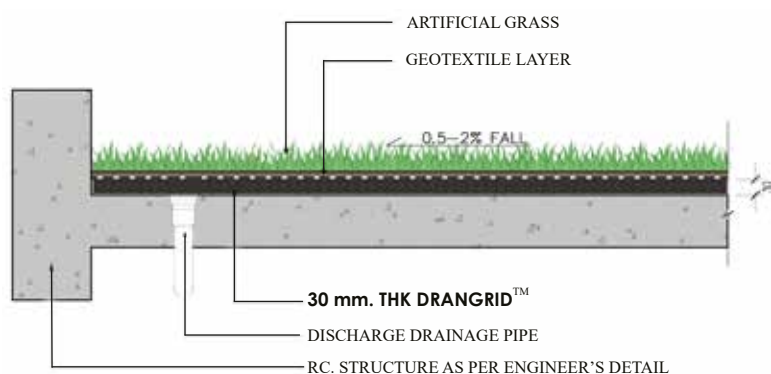 ARTIFICIAL GRASS
GEOTEXTILE LAYER
0.5-2% FALL
30 mm. THK DRANGRID™
DISCHARGE DRAINAGE PIPE
RC. STRUCTURE AS PER ENGINEER'S DETAIL